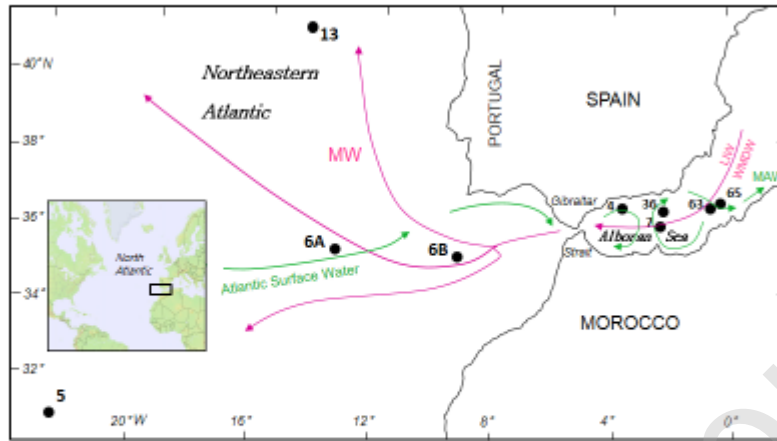 13
40°N
Northeastern
Atlantic
PORTUGAL
SPAIN
38°
MW
LIW
WMDW
MAW
Gibraltar
4
36
63
65
36°
7
Alboran Sea
6A
6B
Strait
North
Atlantic
Atlantic Surface Water
34°
MOROCCO
32°
5
20°W
16°
12°
8°
4°
0°